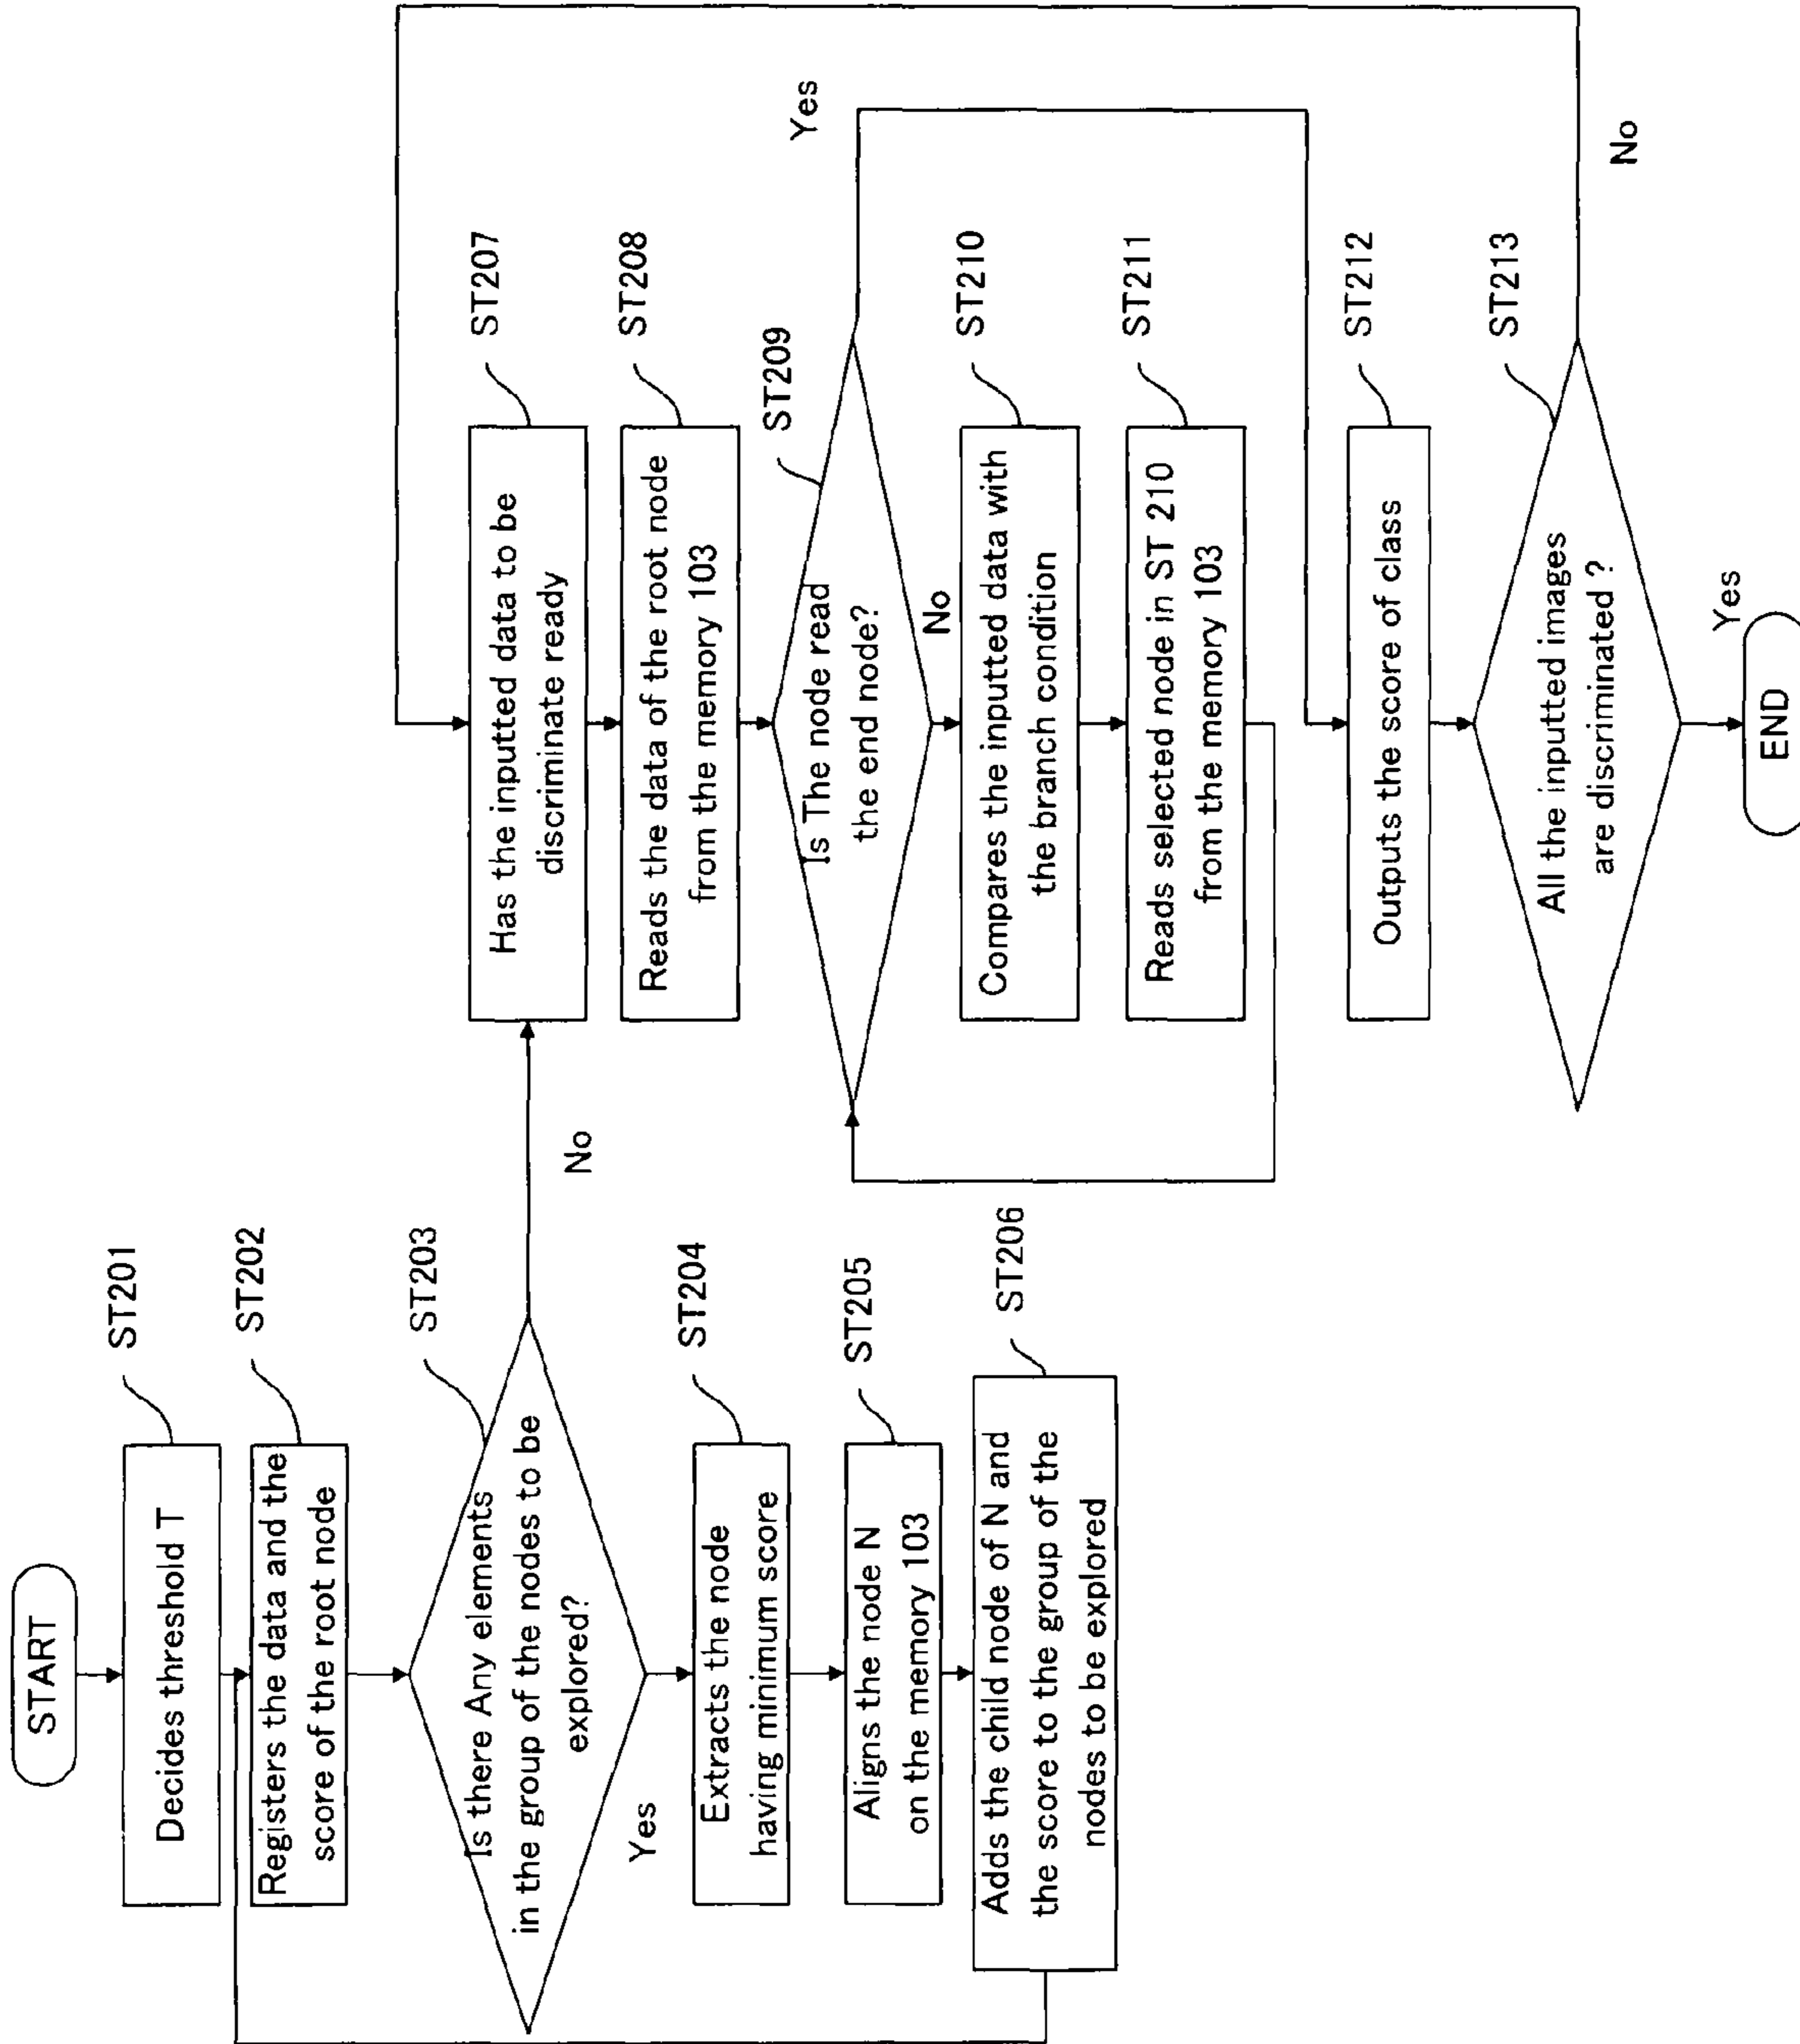 START
Decides threshold T
ST201
Registers the data and the
score of the root node
ST202
Is there Any elements
in the group of the nodes to be
explored?
ST203
No
Yes
Extracts the node
having minimum score
ST204
Aligns the node N
on the memory 103
ST205
Adds the child node of N and
the score to the group of the
nodes to be explored
ST206
Has the inputted data to be
discriminate ready
ST207
Reads the data of the root node
from the memory 103
ST208
Is The node read
the end node?
ST209
Yes
No
Compares the inputted data with
the branch condition
ST210
Reads selected node in ST 210
from the memory 103
ST211
Outputs the score of class
ST212
All the inputted images
are discriminated ?
ST213
No
Yes
END